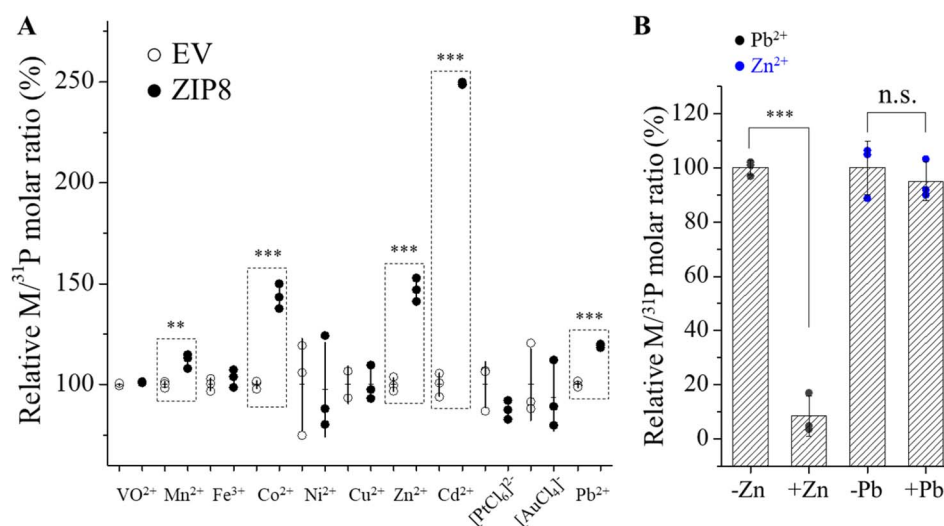 A
EV
ZIP8
Relative M/³¹P molar ratio (%)
250
200
150
100
**
***
***
***
***
VO²⁺ Mn²⁺ Fe³⁺ Co²⁺ Ni²⁺ Cu²⁺ Zn²⁺ Cd²⁺ [PtCl₆]²⁻ [AuCl₄]⁻ Pb²⁺
B
Pb²⁺
Zn²⁺
Relative M/³¹P molar ratio (%)
120
100
80
60
40
20
0
***
n.s.
-Zn +Zn -Pb +Pb